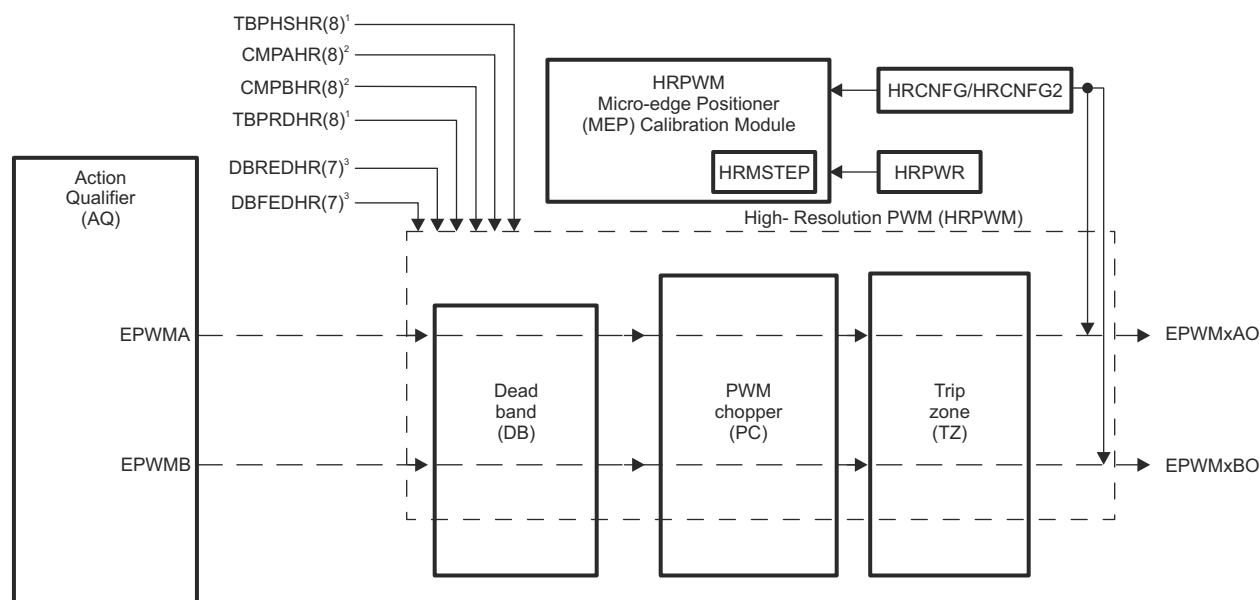 TBPHSHR(8)¹
CMPAHR(8)²
CMPBHR(8)²
TBPRDHR(8)¹
DBREDHR(7)³
DBFEDHR(7)³
HRPWM
Micro-edge Positioner
(MEP) Calibration Module
HRMSTEP
HRCNFG/HRCNFG2
HRPWR
High- Resolution PWM (HRPWM)
Action
Qualifier
(AQ)
EPWMA
EPWMB
Dead
band
(DB)
PWM
chopper
(PC)
Trip
zone
(TZ)
EPWMxAO
EPWMxBO